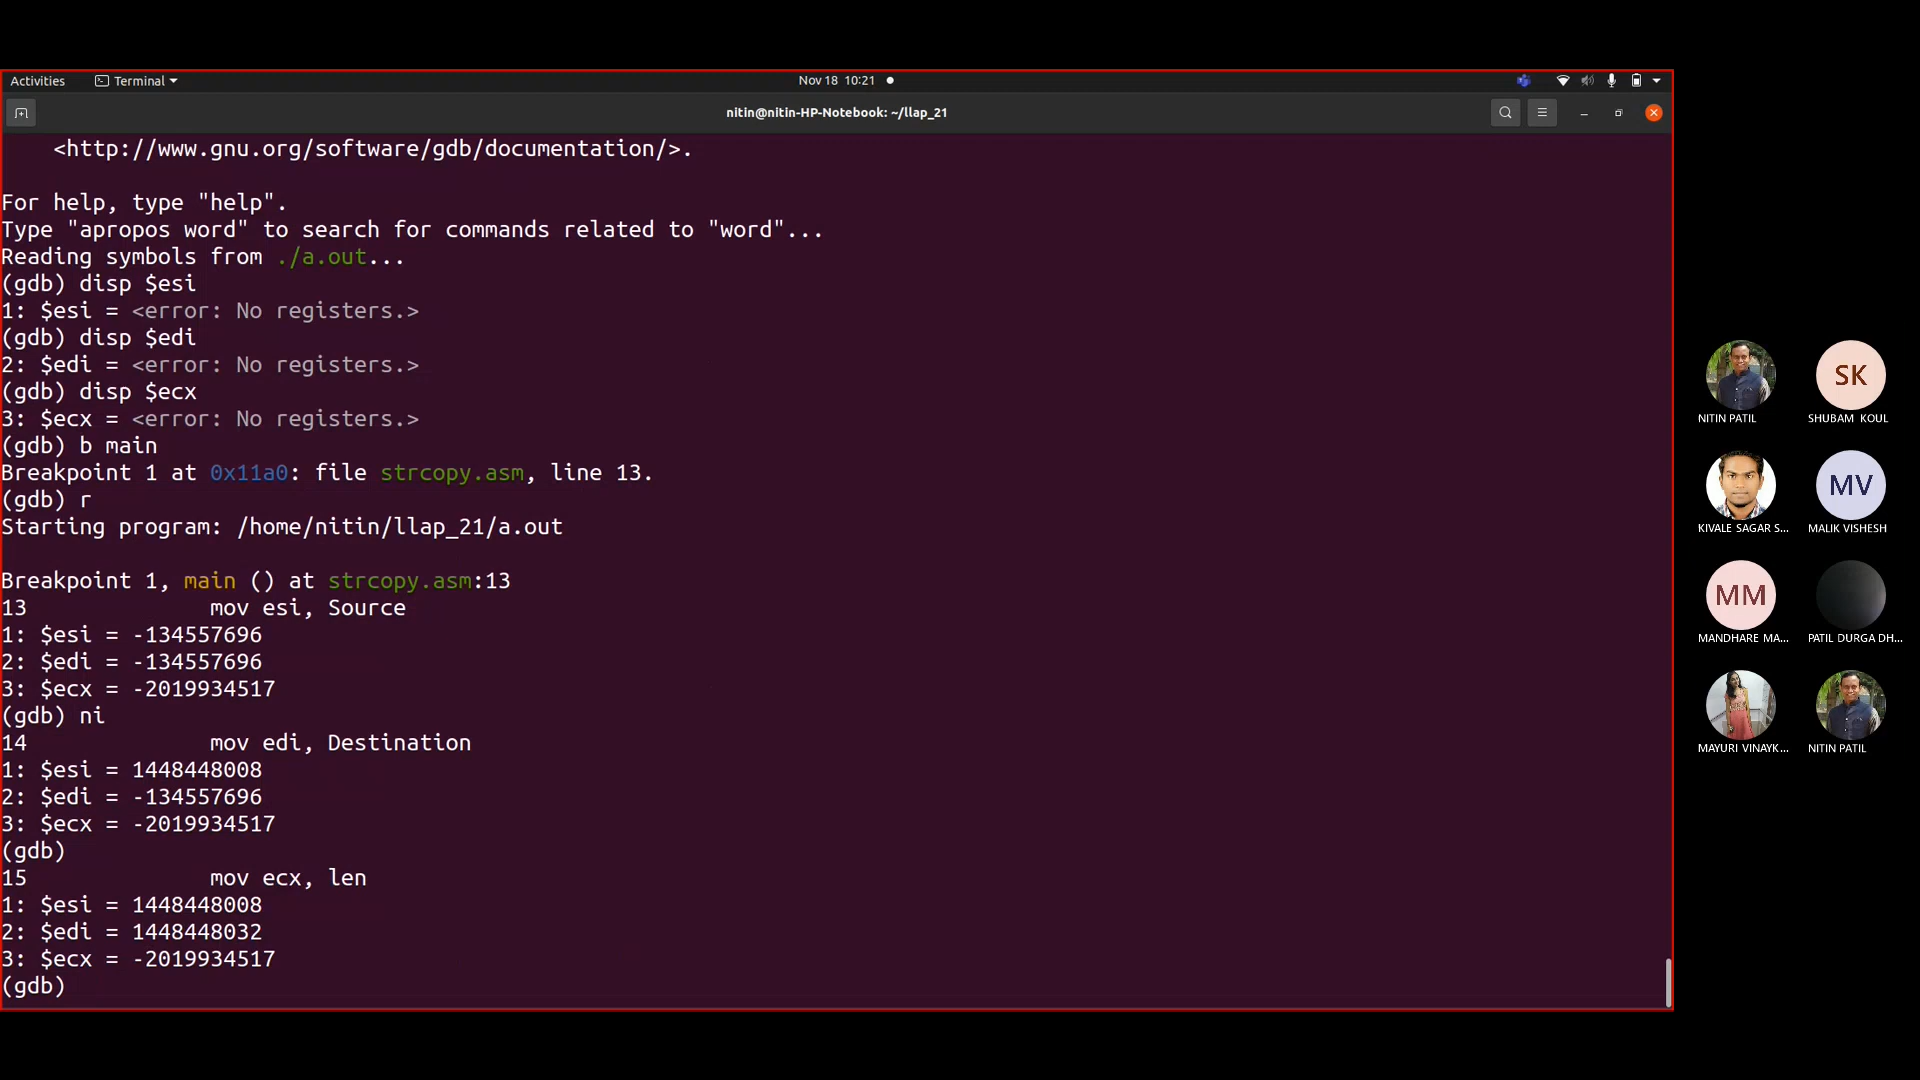 Activities Terminal Nov 18 10:21
nitin@nitin-HP-Notebook: ~/llap_21
<http://www.gnu.org/software/gdb/documentation/>.
For help, type "help".
Type "apropos word" to search for commands related to "word"...
Reading symbols from ./a.out...
(gdb) disp $esi
1: $esi = <error: No registers.>
(gdb) disp $edi
2: $edi = <error: No registers.>
(gdb) disp $ecx
3: $ecx = <error: No registers.>
(gdb) b main
Breakpoint 1 at 0x11a0: file strcopy.asm, line 13.
(gdb) r
Starting program: /home/nitin/llap_21/a.out
Breakpoint 1, main () at strcopy.asm:13
13 mov esi, Source
1: $esi = -134557696
2: $edi = -134557696
3: $ecx = -2019934517
(gdb) ni
14 mov edi, Destination
1: $esi = 1448448008
2: $edi = -134557696
3: $ecx = -2019934517
(gdb)
15 mov ecx, len
1: $esi = 1448448008
2: $edi = 1448448032
3: $ecx = -2019934517
(gdb)
SK
NITIN PATIL SHUBAM KOUL
MV
KIVALE SAGAR S... MALIK VISHESH
MM
MANDHARE MA... PATIL DURGA DH...
MAYURI VINAYK... NITIN PATIL